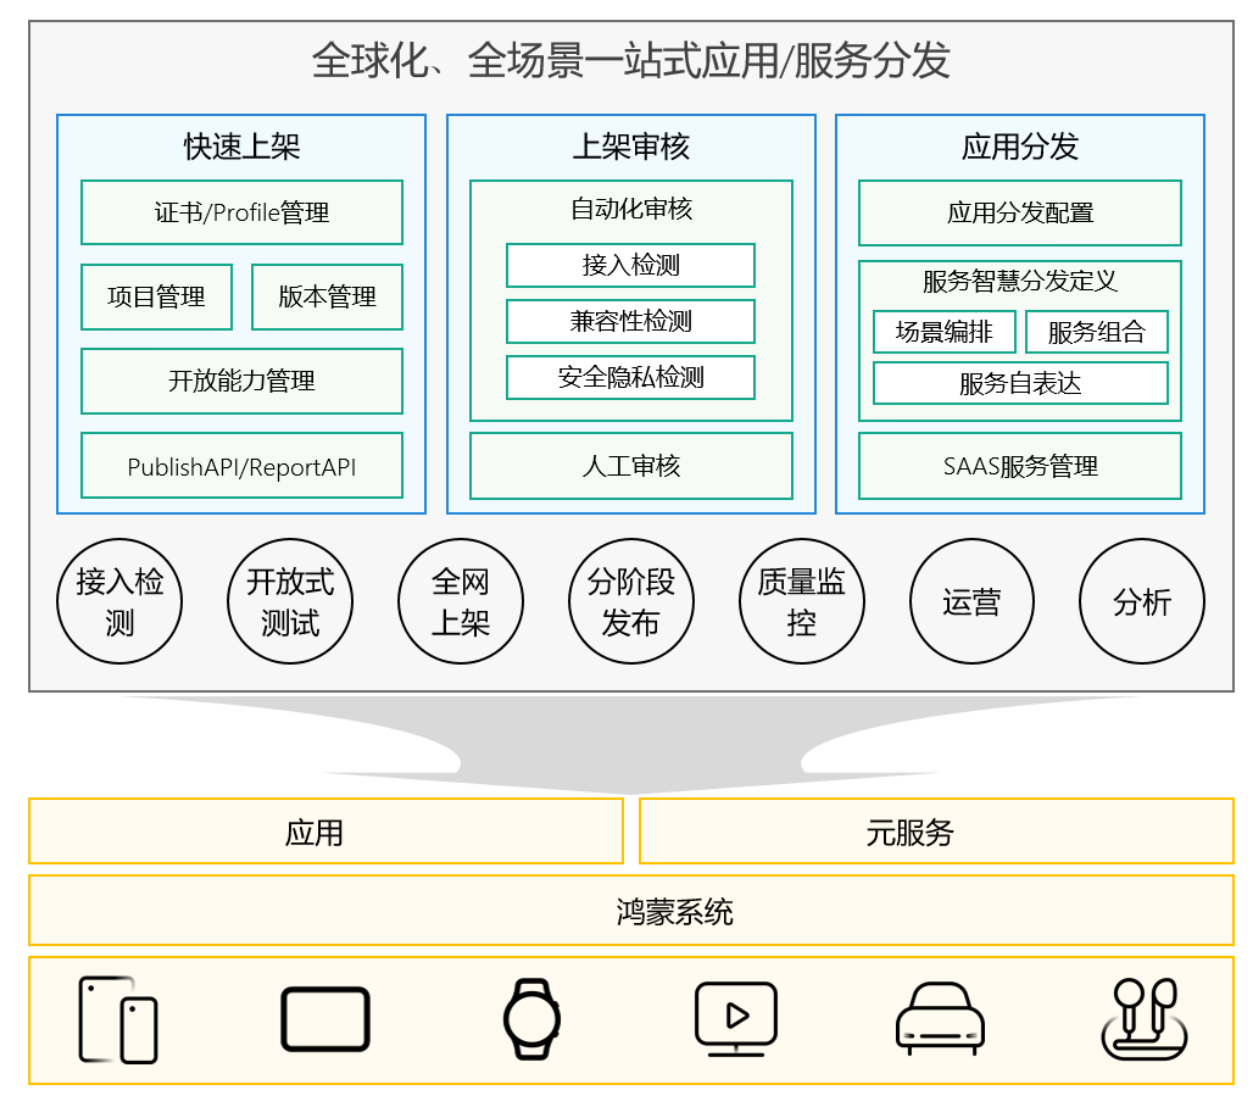 全球化、全场景一站式应用/服务分发
快速上架
证书/Profile管理
项目管理
版本管理
开放能力管理
PublishAPI/ReportAPI
上架审核
自动化审核
接入检测
兼容性检测
安全隐私检测
人工审核
应用分发
应用分发配置
服务智慧分发定义
场景编排
服务组合
服务自表达
SAAS服务管理
接入检
测
开放式
测试
全网
上架
分阶段
发布
质量监
控
运营
分析
应用
元服务
鸿蒙系统